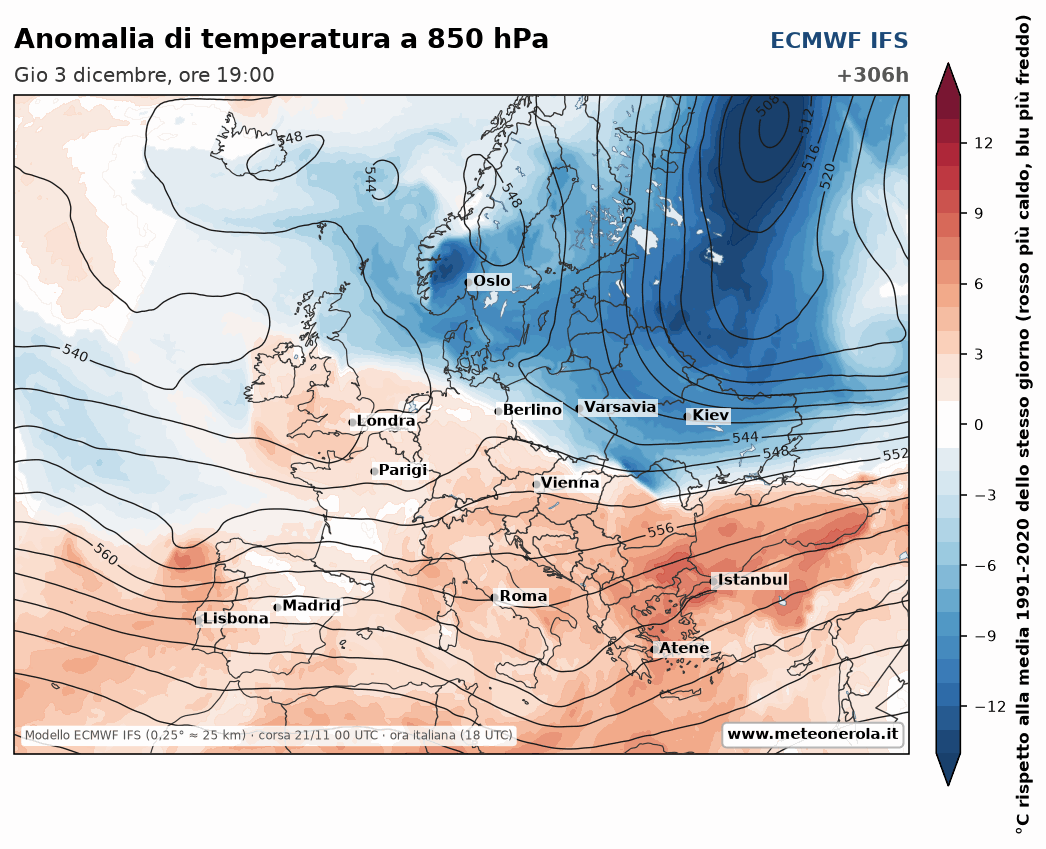 Anomalia di temperatura a 850 hPa
ECMWF IFS
Gio 3 dicembre, ore 19:00
+306h
508
512
516
520
536
548
544
548
540
Oslo
Berlino
Varsavia
Kiev
Londra
544
548
552
Parigi
Vienna
556
560
Istanbul
Roma
Madrid
Lisbona
Atene
Modello ECMWF IFS (0,25° ≈ 25 km) · corsa 21/11 00 UTC · ora italiana (18 UTC)
www.meteonerola.it
12
9
6
3
0
−3
−6
−9
−12
°C rispetto alla media 1991-2020 dello stesso giorno (rosso più caldo, blu più freddo)